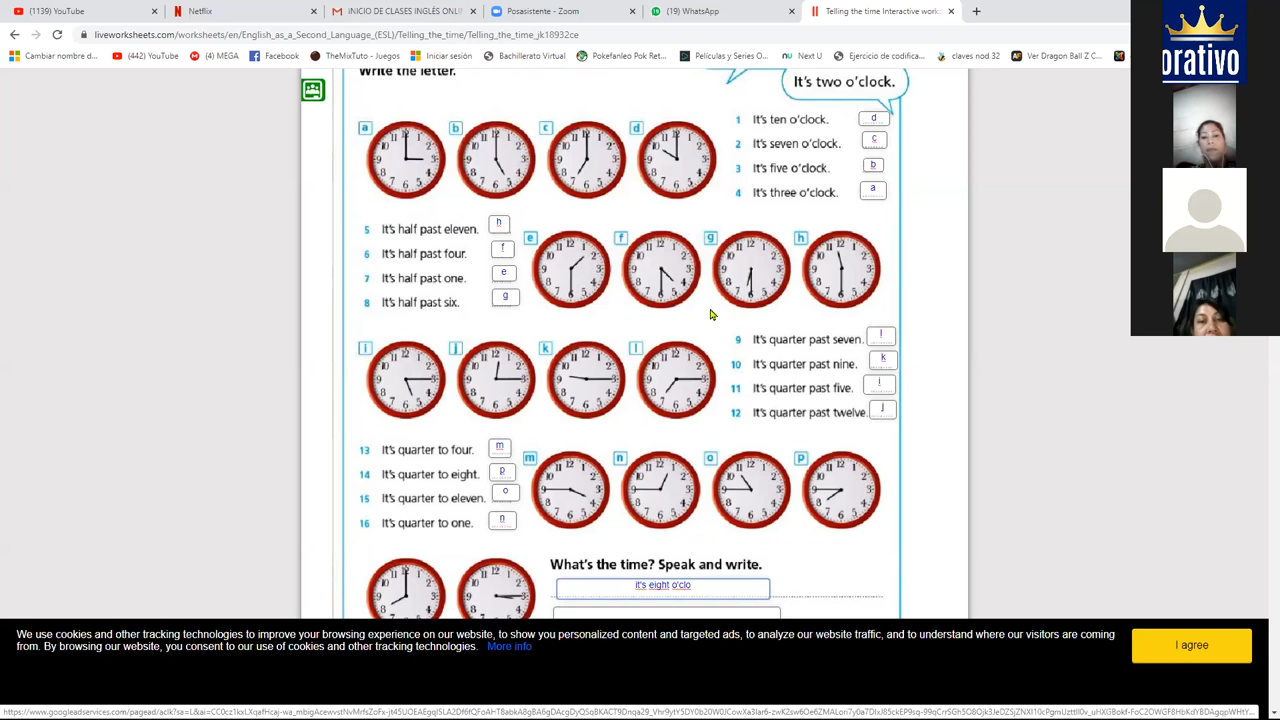 (1139) YouTube
Netflix
INICIO DE CLASES INGLÉS ONLI
Posasistente - Zoom
(19) WhatsApp
Telling the time Interactive work
liveworksheets.com/worksheets/en/English_as_a_Second_Language_(ESL)/Telling_the_time/Telling_the_time_jk18932ce
Cambiar nombre d...
(442) YouTube
(4) MEGA
Facebook
TheMixTuto - Juegos
Iniciar sesión
Batillerato Virtual
Pokefanleo Pok Ret...
Películas y Series O...
Next U
Ejercicio de codifica...
claves nod 32
Ver Dragon Ball Z C...
orativo
Write the letter.
It's two o'clock.
a
b
c
d
1 It's ten o'clock. d
2 It's seven o'clock. c
3 It's five o'clock. b
4 It's three o'clock. a
5 It's half past eleven. h
6 It's half past four. f
7 It's half past one. e
8 It's half past six. g
e
f
g
h
i
j
k
l
9 It's quarter past seven. l
10 It's quarter past nine. k
11 It's quarter past five. i
12 It's quarter past twelve. j
13 It's quarter to four. m
14 It's quarter to eight. p
15 It's quarter to eleven. o
16 It's quarter to one. n
m
n
o
p
What's the time? Speak and write.
it's eight o'clo
We use cookies and other tracking technologies to improve your browsing experience on our website, to show you personalized content and targeted ads, to analyze our website traffic, and to understand where our visitors are coming
from. By browsing our website, you consent to our use of cookies and other tracking technologies. More info
I agree